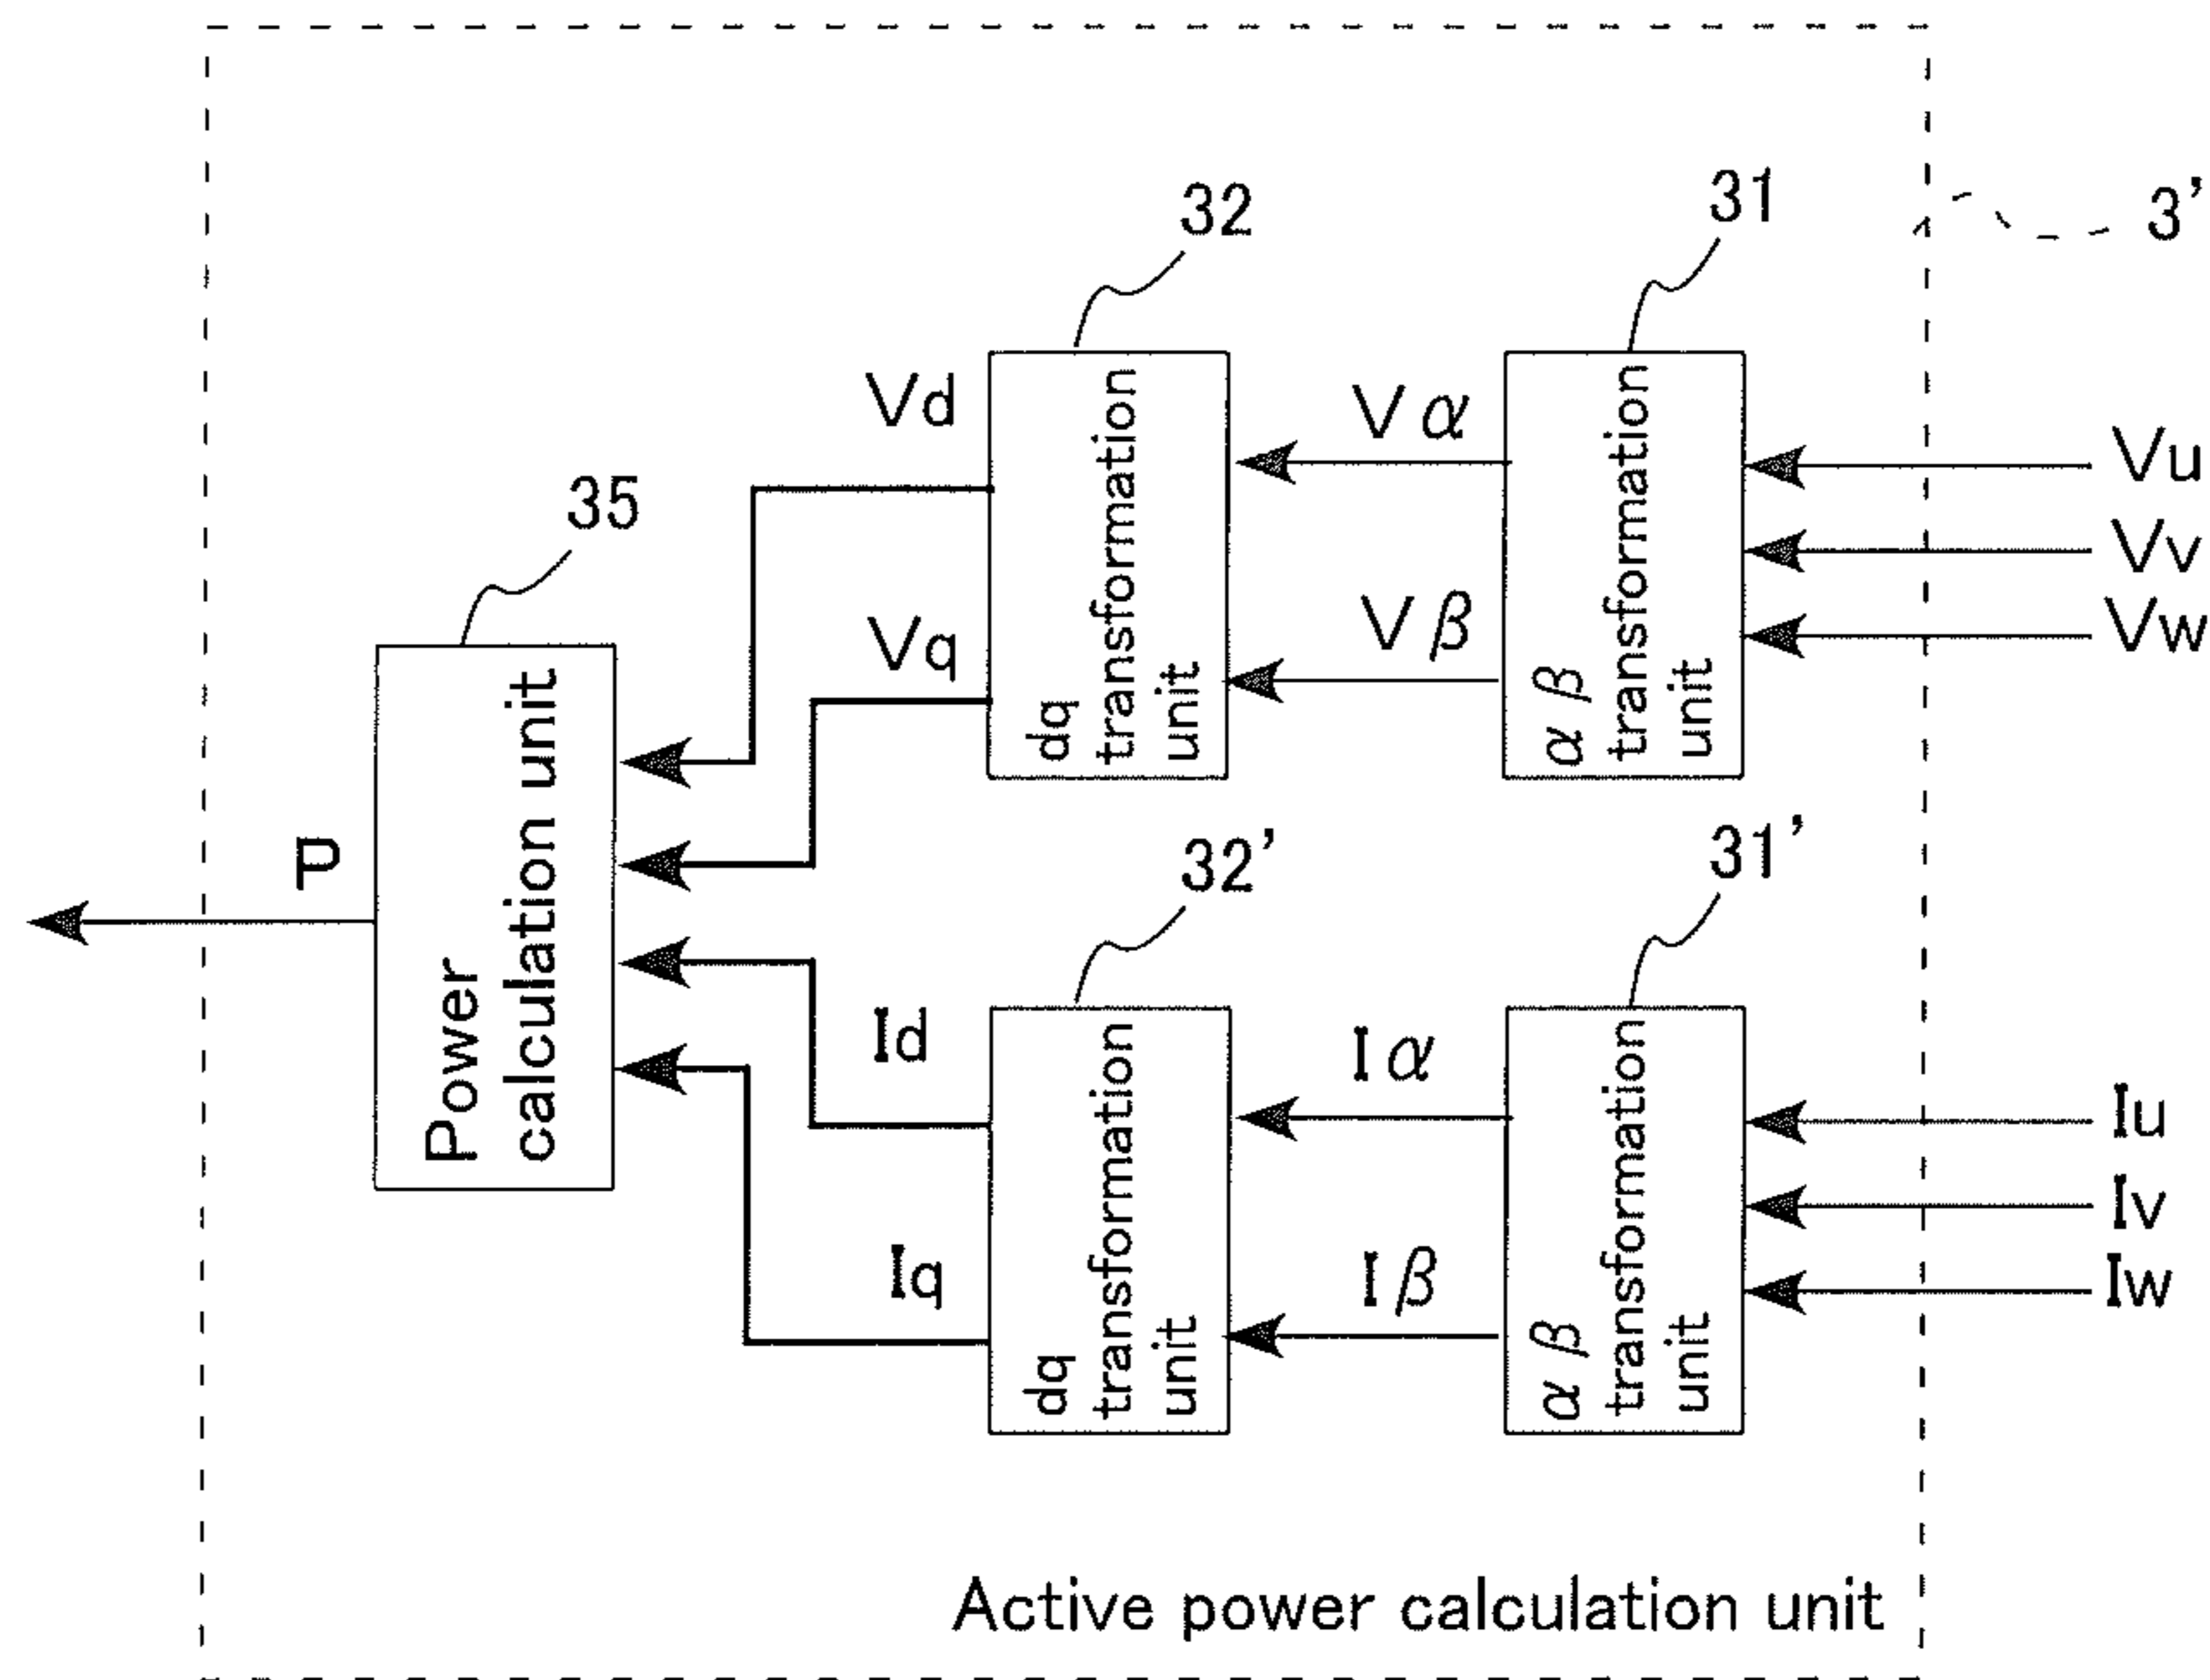 32
31
3'
Vd
Vα
Vu
35
Vv
Vq
Vβ
Vw
dq
transformation
unit
αβ
transformation
unit
Power
calculation unit
P
32'
31'
Id
Iα
Iu
Iv
Iq
Iβ
Iw
dq
transformation
unit
αβ
transformation
unit
Active power calculation unit